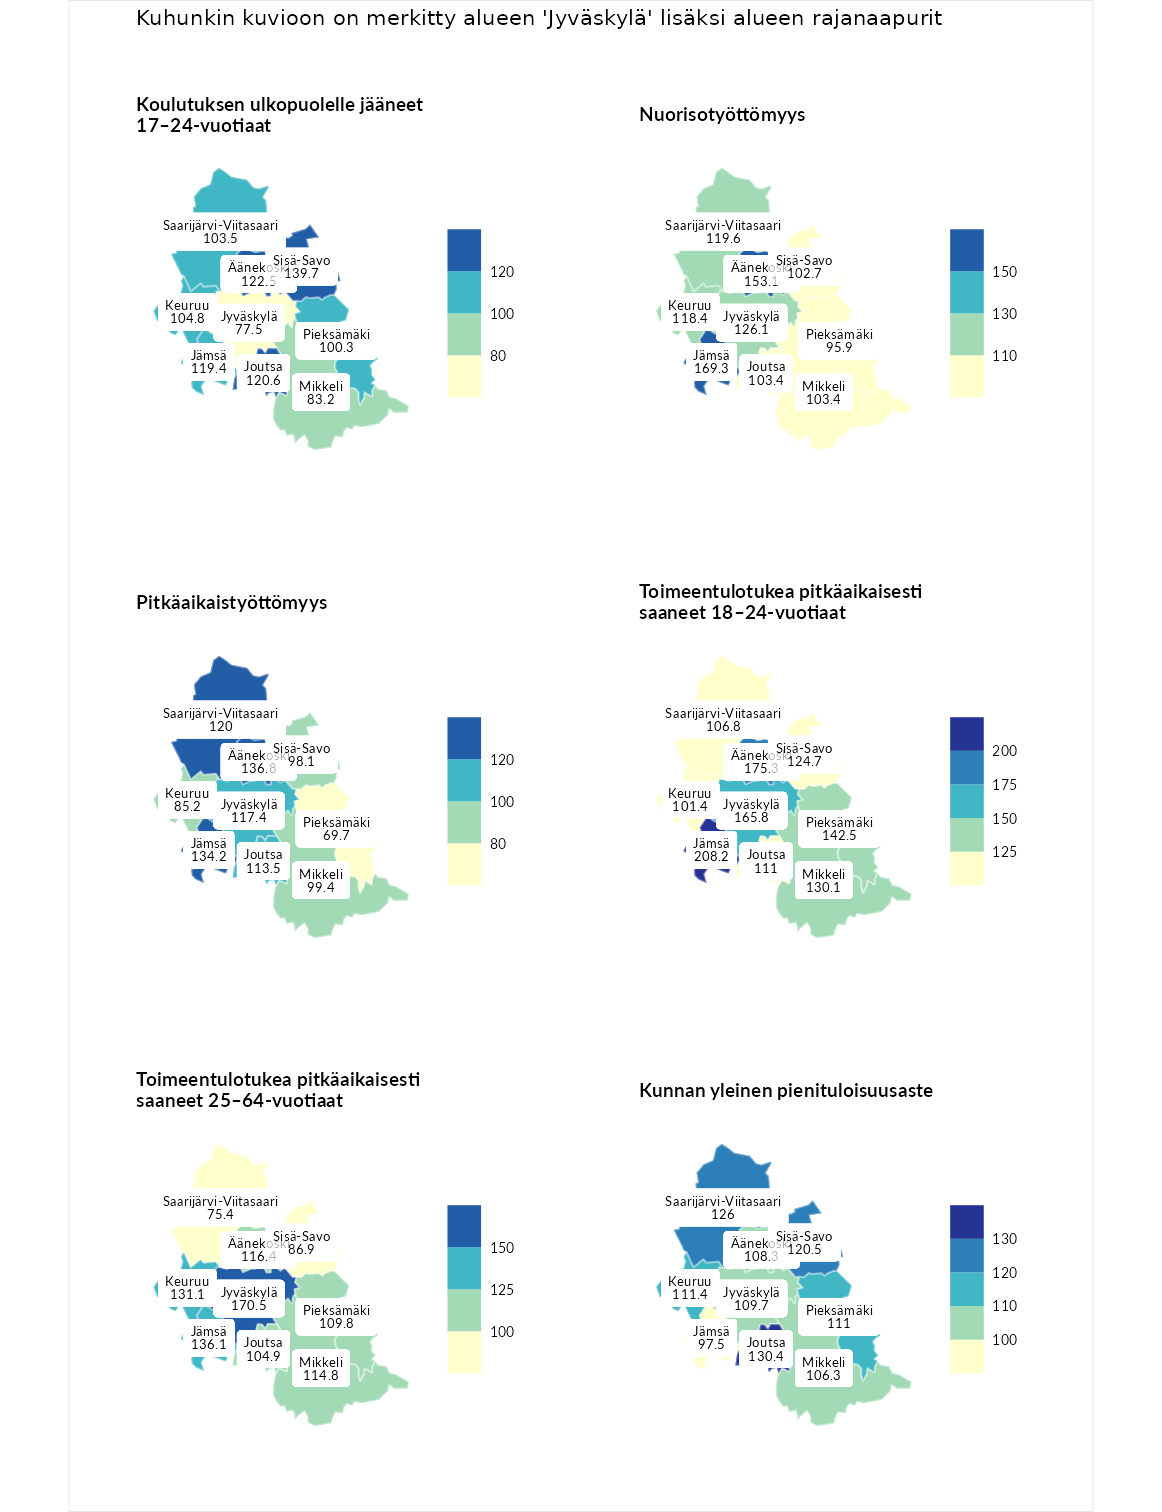 Kuhunkin kuvioon on merkitty alueen 'Jyväskylä' lisäksi alueen rajanaapurit
Koulutuksen ulkopuolelle jääneet
17–24-vuotiaat
Saarijärvi-Viitasaari
103.5
Sisä-Savo
139.7
Äänekoski
122.5
Keuruu
104.8
Jyväskylä
77.5
Pieksämäki
100.3
Jämsä
119.4
Joutsa
120.6
Mikkeli
83.2
120
100
80
Nuorisotyöttömyys
Saarijärvi-Viitasaari
119.6
Sisä-Savo
102.7
Äänekoski
153.1
Keuruu
118.4
Jyväskylä
126.1
Pieksämäki
95.9
Jämsä
169.3
Joutsa
103.4
Mikkeli
103.4
150
130
110
Pitkäaikaistyöttömyys
Saarijärvi-Viitasaari
120
Sisä-Savo
98.1
Äänekoski
136.8
Keuruu
85.2
Jyväskylä
117.4
Pieksämäki
69.7
Jämsä
134.2
Joutsa
113.5
Mikkeli
99.4
120
100
80
Toimeentulotukea pitkäaikaisesti
saaneet 18–24-vuotiaat
Saarijärvi-Viitasaari
106.8
Sisä-Savo
124.7
Äänekoski
175.3
Keuruu
101.4
Jyväskylä
165.8
Pieksämäki
142.5
Jämsä
208.2
Joutsa
111
Mikkeli
130.1
200
175
150
125
Toimeentulotukea pitkäaikaisesti
saaneet 25–64-vuotiaat
Saarijärvi-Viitasaari
75.4
Sisä-Savo
86.9
Äänekoski
116.4
Keuruu
131.1
Jyväskylä
170.5
Pieksämäki
109.8
Jämsä
136.1
Joutsa
104.9
Mikkeli
114.8
150
125
100
Kunnan yleinen pienituloisuusaste
Saarijärvi-Viitasaari
126
Sisä-Savo
120.5
Äänekoski
108.3
Keuruu
111.4
Jyväskylä
109.7
Pieksämäki
111
Jämsä
97.5
Joutsa
130.4
Mikkeli
106.3
130
120
110
100